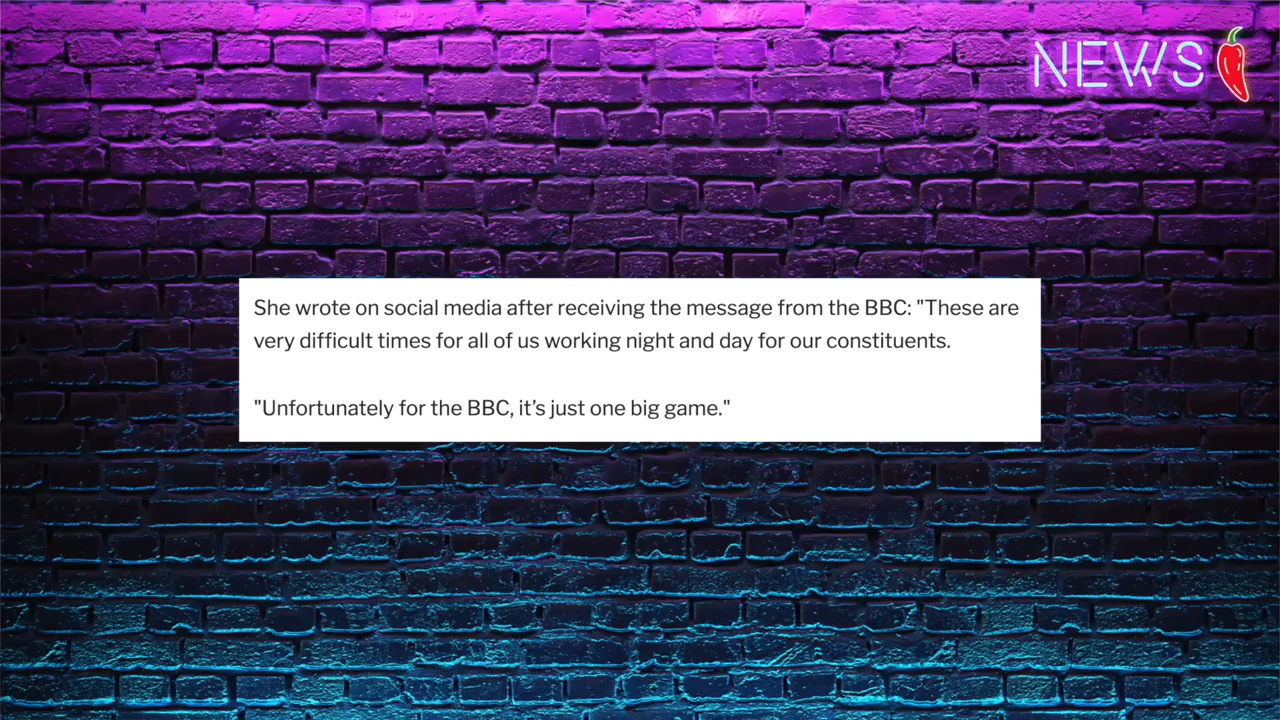 NEWS
She wrote on social media after receiving the message from the BBC: "These are
very difficult times for all of us working night and day for our constituents.
"Unfortunately for the BBC, it’s just one big game."